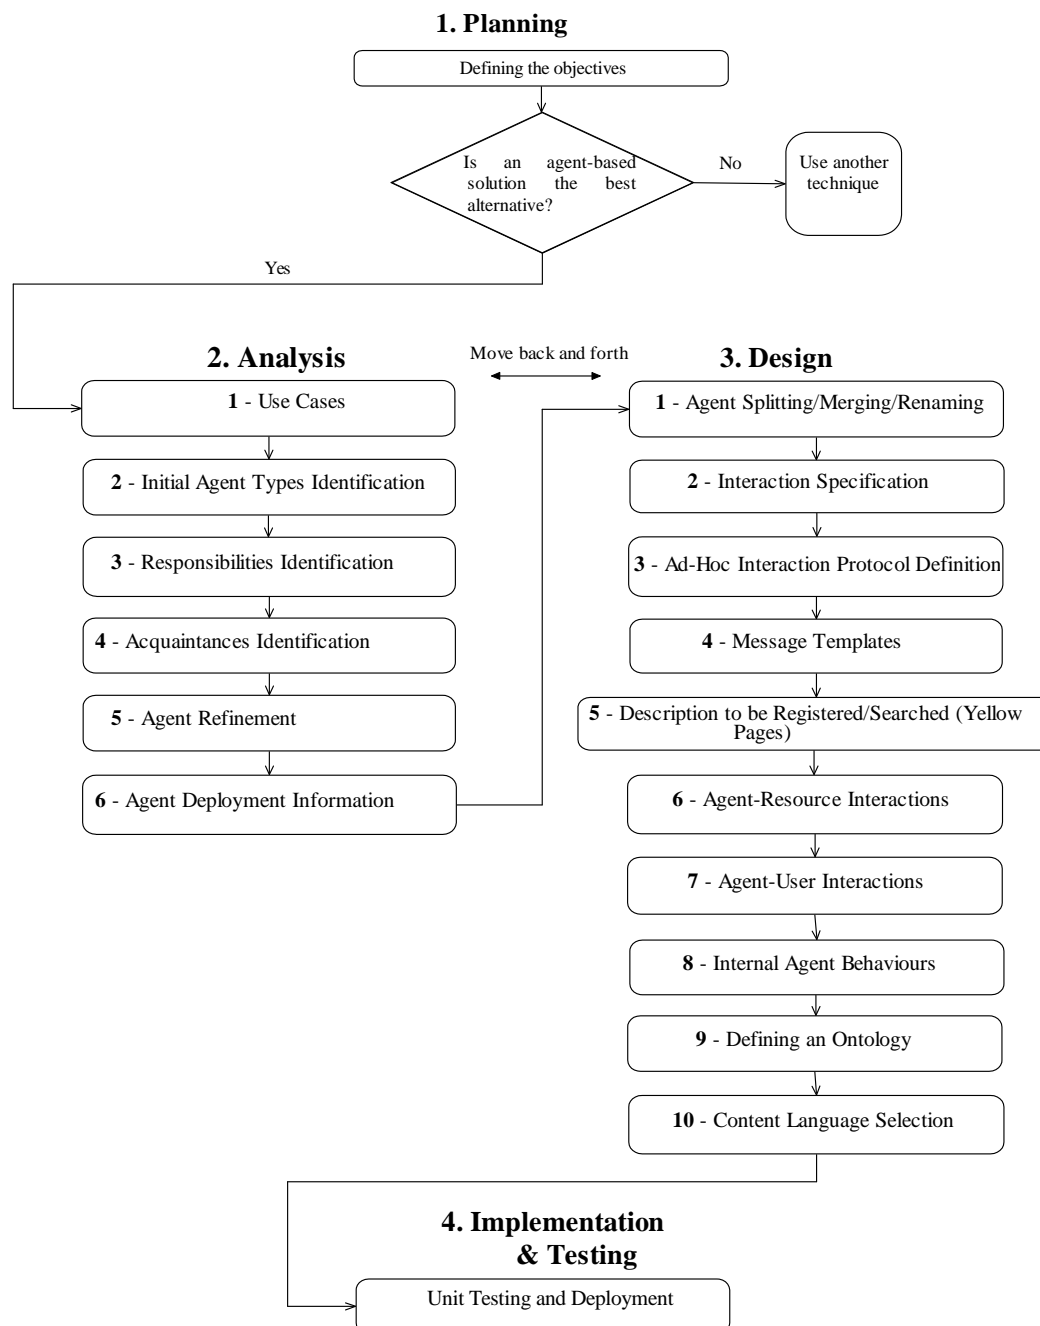 1. Planning
Defining the objectives
Is an agent-based
solution the best
alternative?
No
Use another
technique
Yes
2. Analysis
Move back and forth
3. Design
1 - Use Cases
2 - Initial Agent Types Identification
3 - Responsibilities Identification
4 - Acquaintances Identification
5 - Agent Refinement
6 - Agent Deployment Information
1 - Agent Splitting/Merging/Renaming
2 - Interaction Specification
3 - Ad-Hoc Interaction Protocol Definition
4 - Message Templates
5 - Description to be Registered/Searched (Yellow
Pages)
6 - Agent-Resource Interactions
7 - Agent-User Interactions
8 - Internal Agent Behaviours
9 - Defining an Ontology
10 - Content Language Selection
4. Implementation
& Testing
Unit Testing and Deployment